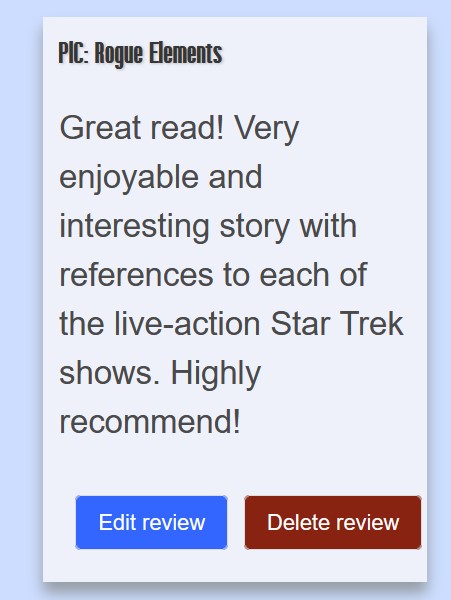 PIC: Rogue Elements
Great read! Very
enjoyable and
interesting story with
references to each of
the live-action Star Trek
shows. Highly
recommend!
Edit review
Delete review